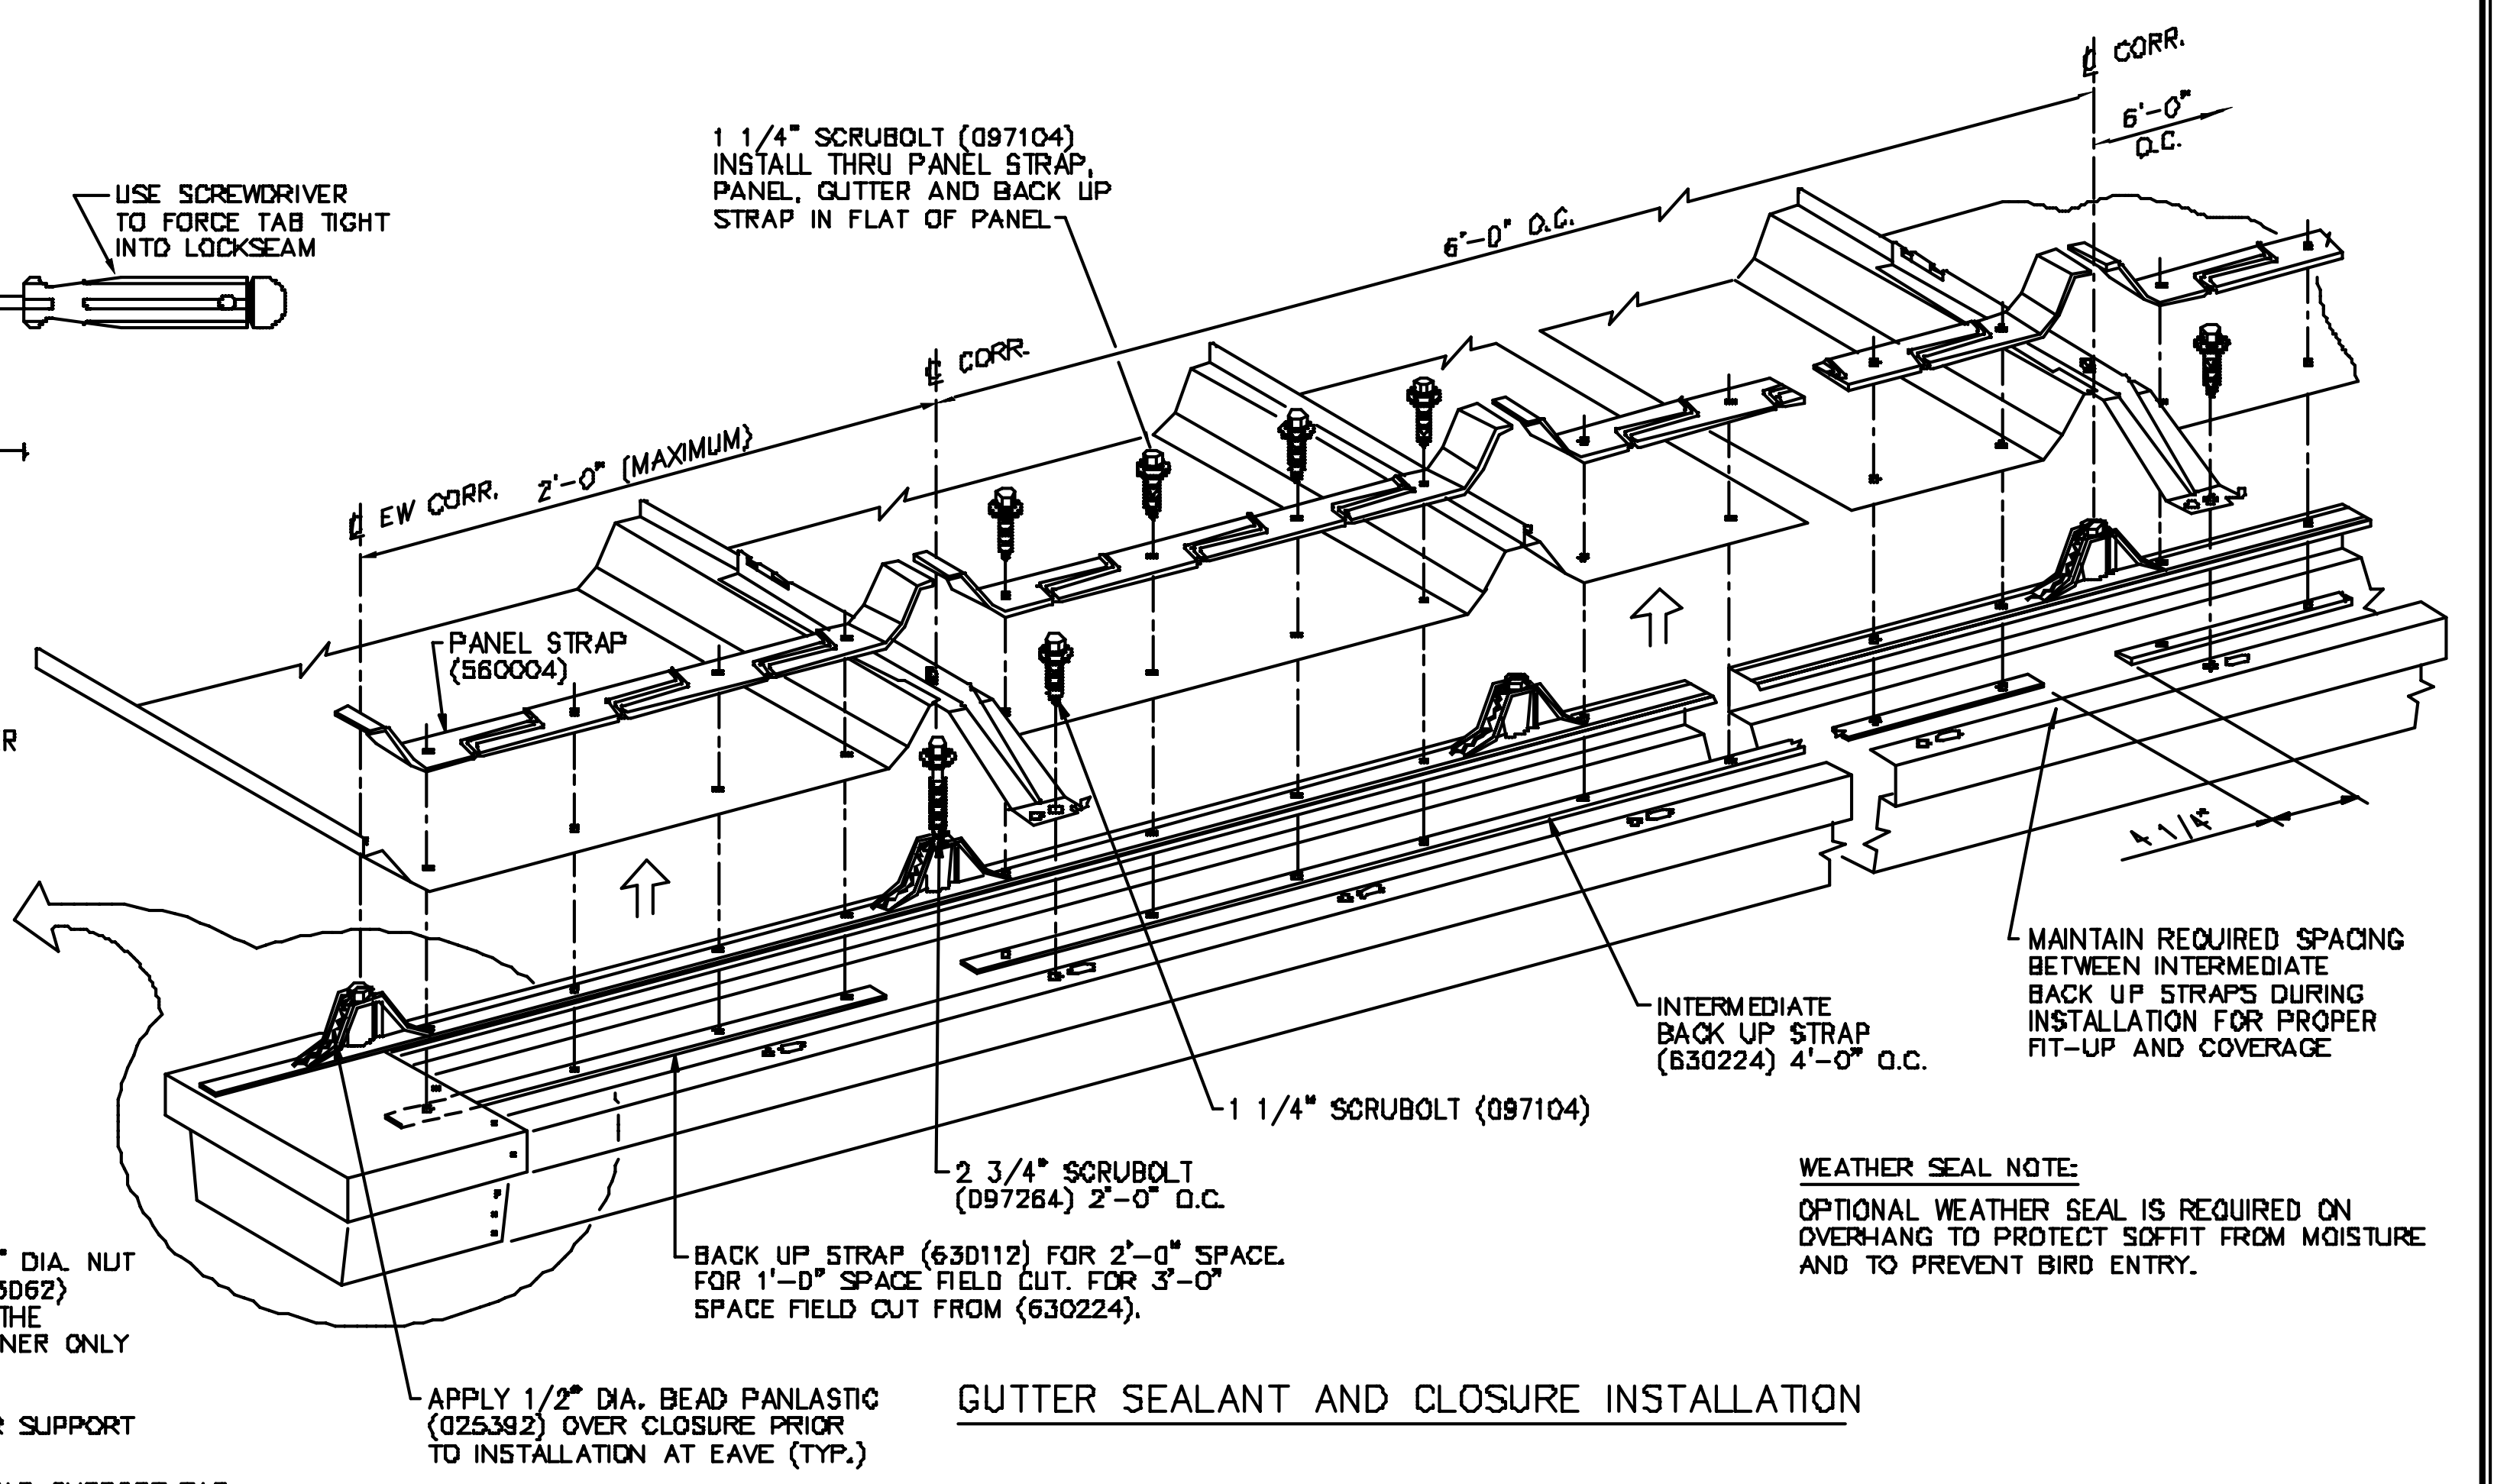 ℄ CORR.
6'-0"
O.C.
1 1/4" SCRUBOLT (097104)
INSTALL THRU PANEL STRAP,
PANEL, GUTTER AND BACK UP
STRAP IN FLAT OF PANEL
USE SCREWDRIVER
TO FORCE TAB TIGHT
INTO LOCKSEAM
6'-0" O.C.
℄ CORR.
℄ EW CORR.
2'-0" (MAXIMUM)
PANEL STRAP
(560004)
R
4 1/4"
MAINTAIN REQUIRED SPACING
BETWEEN INTERMEDIATE
BACK UP STRAPS DURING
INSTALLATION FOR PROPER
FIT-UP AND COVERAGE
INTERMEDIATE
BACK UP STRAP
(630224) 4'-0" O.C.
1 1/4" SCRUBOLT (097104)
2 3/4" SCRUBOLT
(097264) 2'-0" O.C.
WEATHER SEAL NOTE:
OPTIONAL WEATHER SEAL IS REQUIRED ON
OVERHANG TO PROTECT SOFFIT FROM MOISTURE
AND TO PREVENT BIRD ENTRY.
BACK UP STRAP (630112) FOR 2'-0" SPACE.
FOR 1'-0" SPACE FIELD CUT. FOR 3'-0"
SPACE FIELD CUT FROM (630224).
" DIA. NUT
THE
NER ONLY
APPLY 1/2" DIA. BEAD PANLASTIC
(025392) OVER CLOSURE PRIOR
TO INSTALLATION AT EAVE (TYP.)
R SUPPORT
GUTTER SEALANT AND CLOSURE INSTALLATION